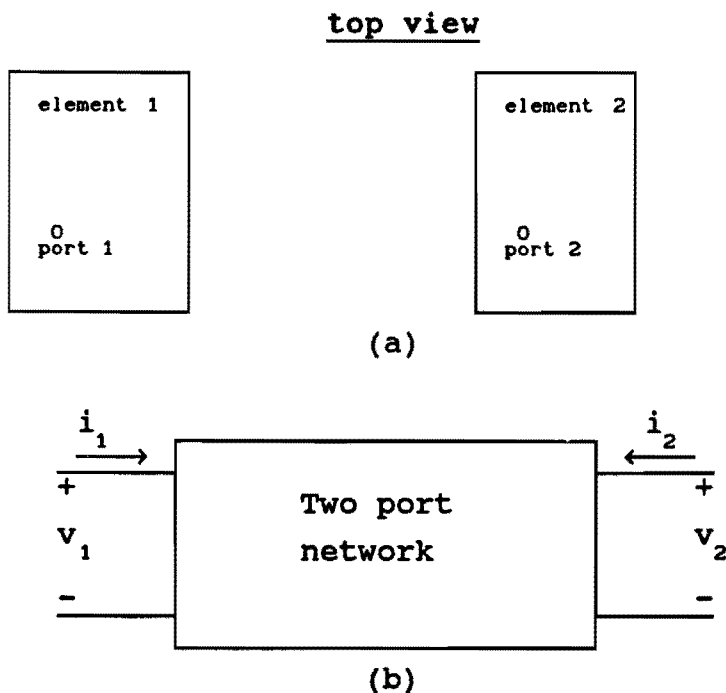 top view
element 1 element 2
O O
port 1 port 2
(a)
i1 i2
+ +
Two port
v1 v2
network
- -
(b)